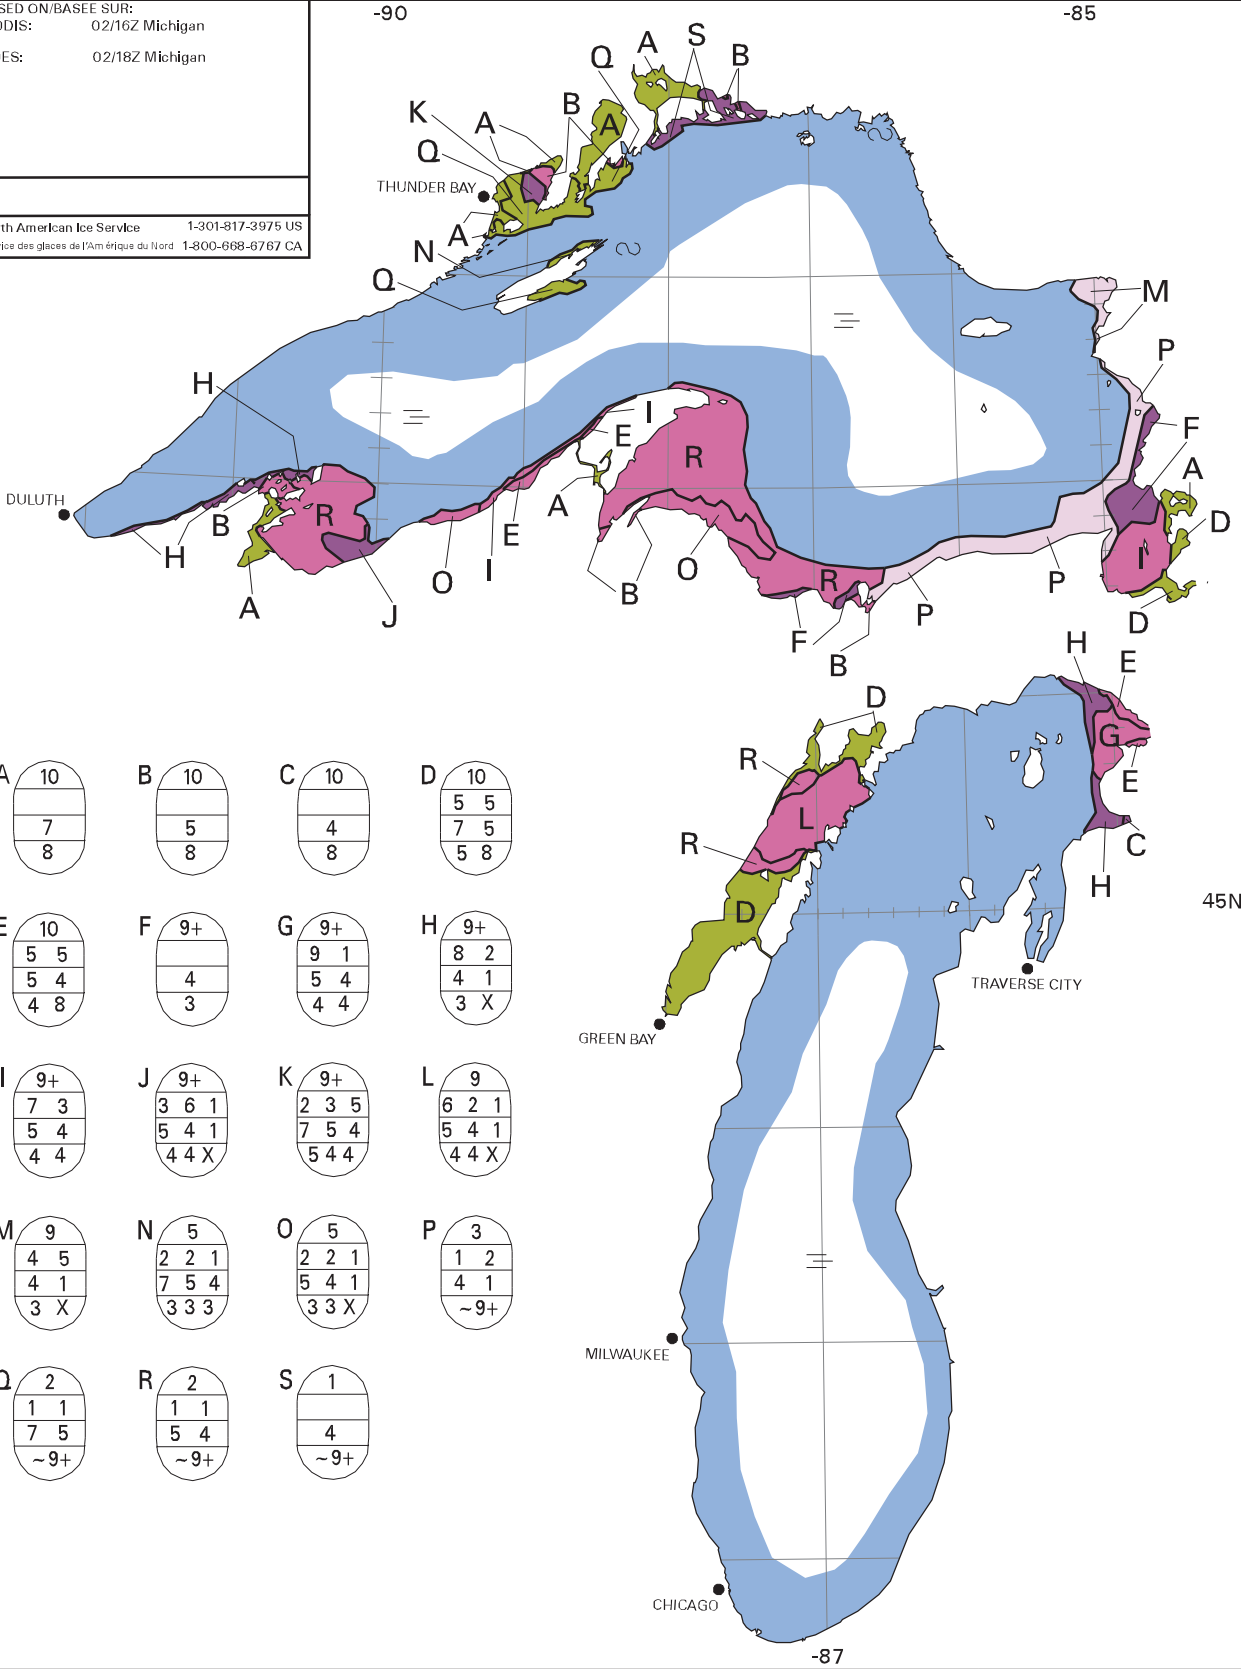 SED ON/BASEE SUR:
DIS: 02/16Z Michigan
ES: 02/18Z Michigan
th American Ice Service 1-301-817-3975 US
ice des glaces de l'Amérique du Nord 1-800-668-6767 CA
-90 -85
S
A
B
Q
B
K
A
A
Q
THUNDER BAY
A
N
Q
M
P
H
I
F
E
R
A
DULUTH
A
R
B
D
E
H
I
O
I
O
R
P
B
A
J
P
F
D
B
H
E
D
R
G
E
L
C
R
H
D
45N
TRAVERSE CITY
GREEN BAY
MILWAUKEE
CHICAGO
-87
A 10 B 10 C 10 D 10
5 5
7 5 4 7 5
8 8 8 5 8
E 10 F 9+ G 9+ H 9+
5 5 9 1 8 2
5 4 4 5 4 4 1
4 8 3 4 4 3 X
I 9+ J 9+ K 9+ L 9
7 3 3 6 1 2 3 5 6 2 1
5 4 5 4 1 7 5 4 5 4 1
4 4 4 4 X 5 4 4 4 4 X
M 9 N 5 O 5 P 3
4 5 2 2 1 2 2 1 1 2
4 1 7 5 4 5 4 1 4 1
3 X 3 3 3 3 3 X ~9+
Q 2 R 2 S 1
1 1 1 1
7 5 5 4 4
~9+ ~9+ ~9+